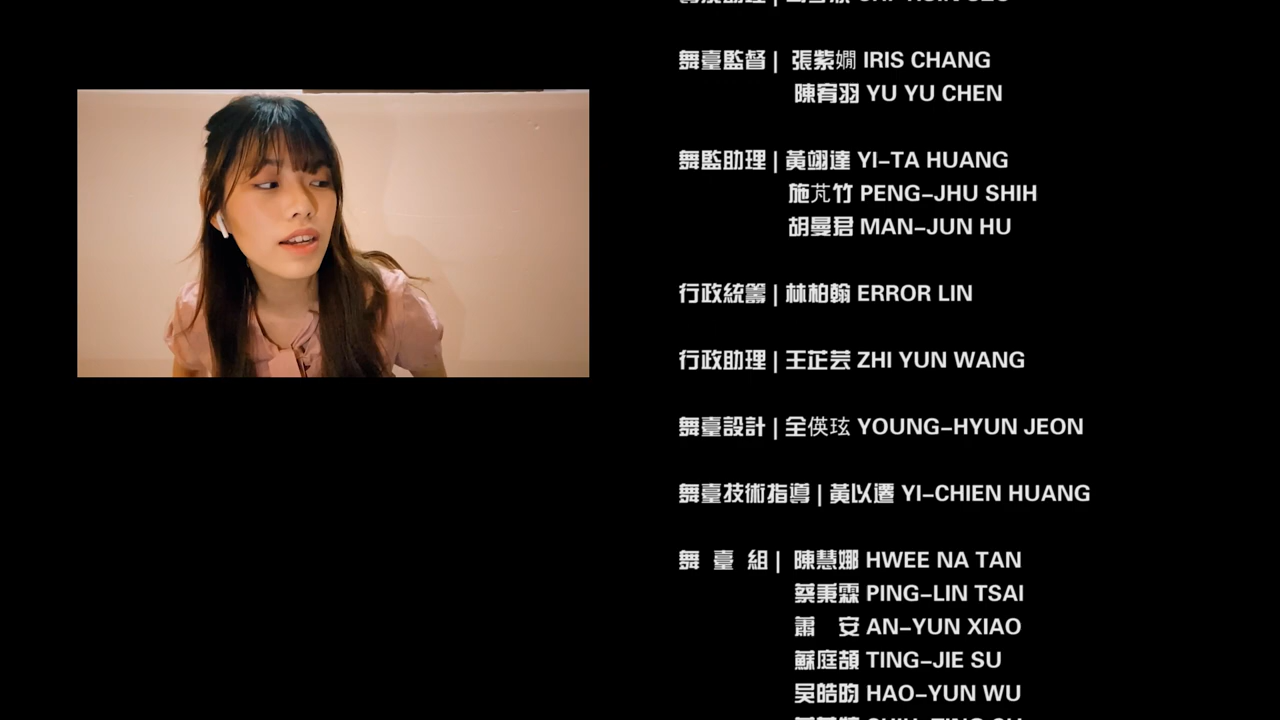 舞臺監督 | 張紫嫺 IRIS CHANG
陳宥羽 YU YU CHEN
舞監助理 | 黃翊達 YI-TA HUANG
施芃竹 PENG-JHU SHIH
胡曼君 MAN-JUN HU
行政統籌 | 林柏翰 ERROR LIN
行政助理 | 王芷芸 ZHI YUN WANG
舞臺設計 | 全偀玹 YOUNG-HYUN JEON
舞臺技術指導 | 黃以遷 YI-CHIEN HUANG
舞 臺 組 | 陳慧娜 HWEE NA TAN
蔡秉霖 PING-LIN TSAI
蕭 安 AN-YUN XIAO
蘇庭頡 TING-JIE SU
吳皓昀 HAO-YUN WU